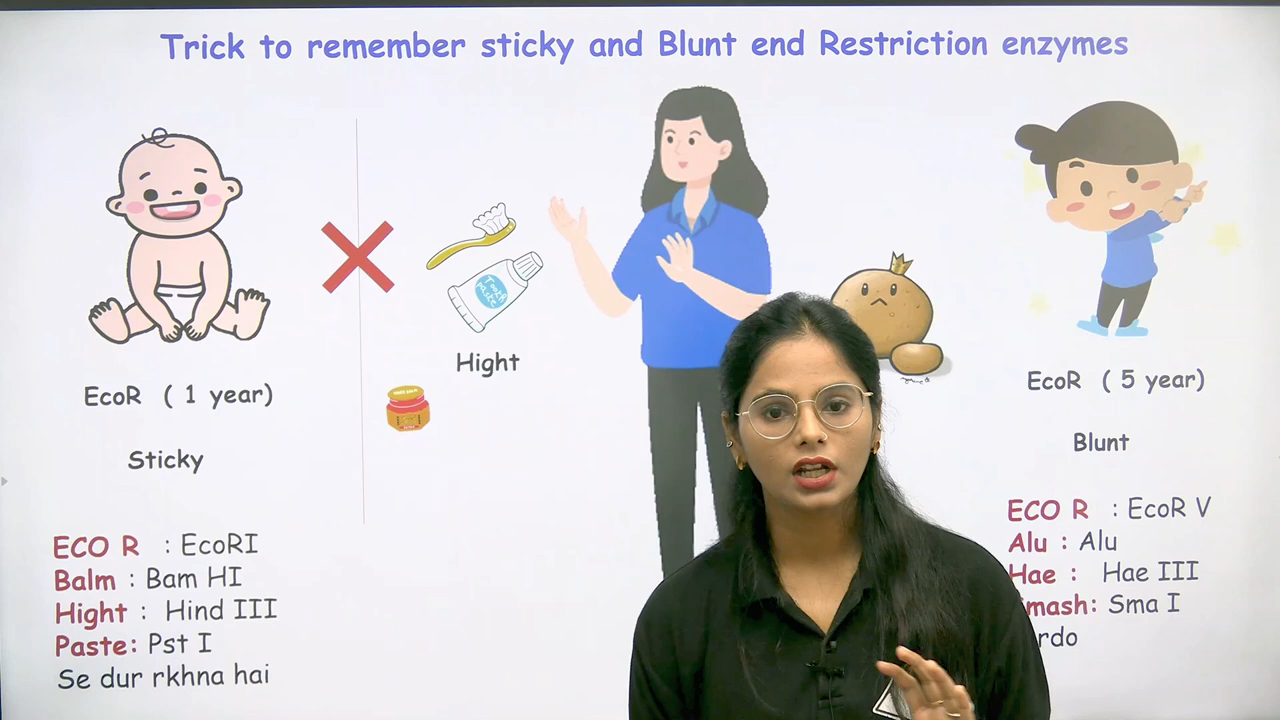 Trick to remember sticky and Blunt end Restriction enzymes
Tooth
paste
Hight
EcoR ( 1 year)
Sticky
ECO R : EcoRI
Balm : Bam HI
Hight : Hind III
Paste: Pst I
Se dur rkhna hai
EcoR ( 5 year)
Blunt
ECO R : EcoR V
Alu : Alu
Hae : Hae III
mash: Sma I
rdo